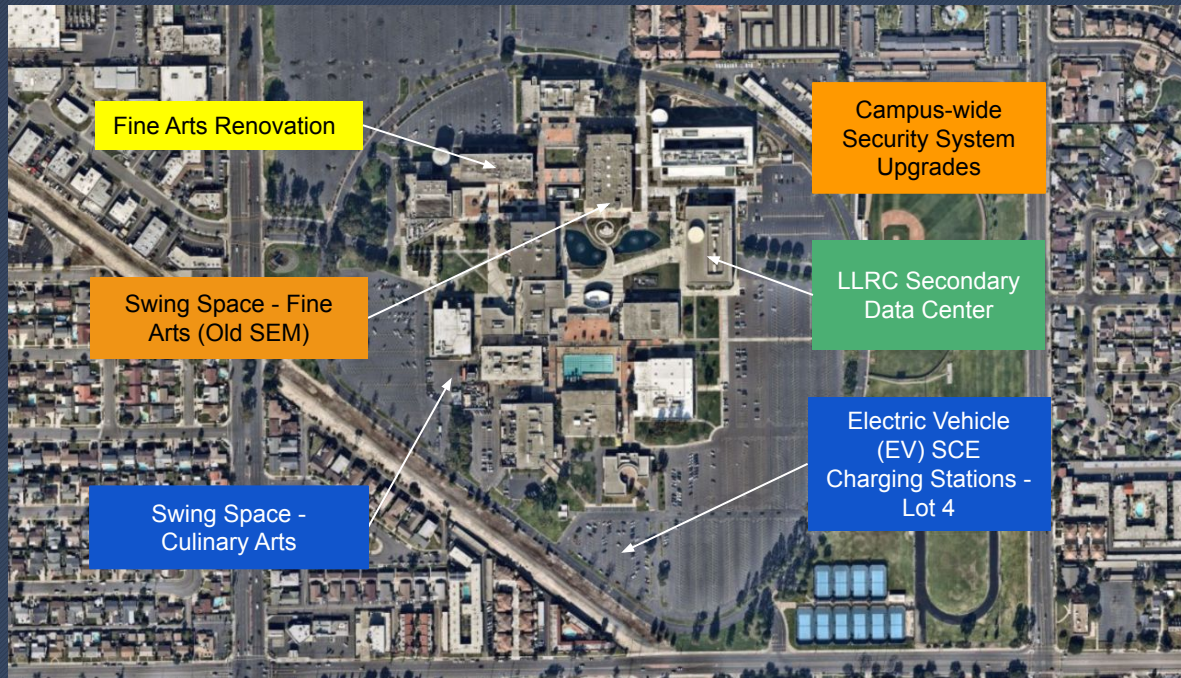 Fine Arts Renovation
Campus-wide
Security System
Upgrades
Swing Space - Fine
Arts (Old SEM)
LLRC Secondary
Data Center
Swing Space -
Culinary Arts
Electric Vehicle
(EV) SCE
Charging Stations -
Lot 4